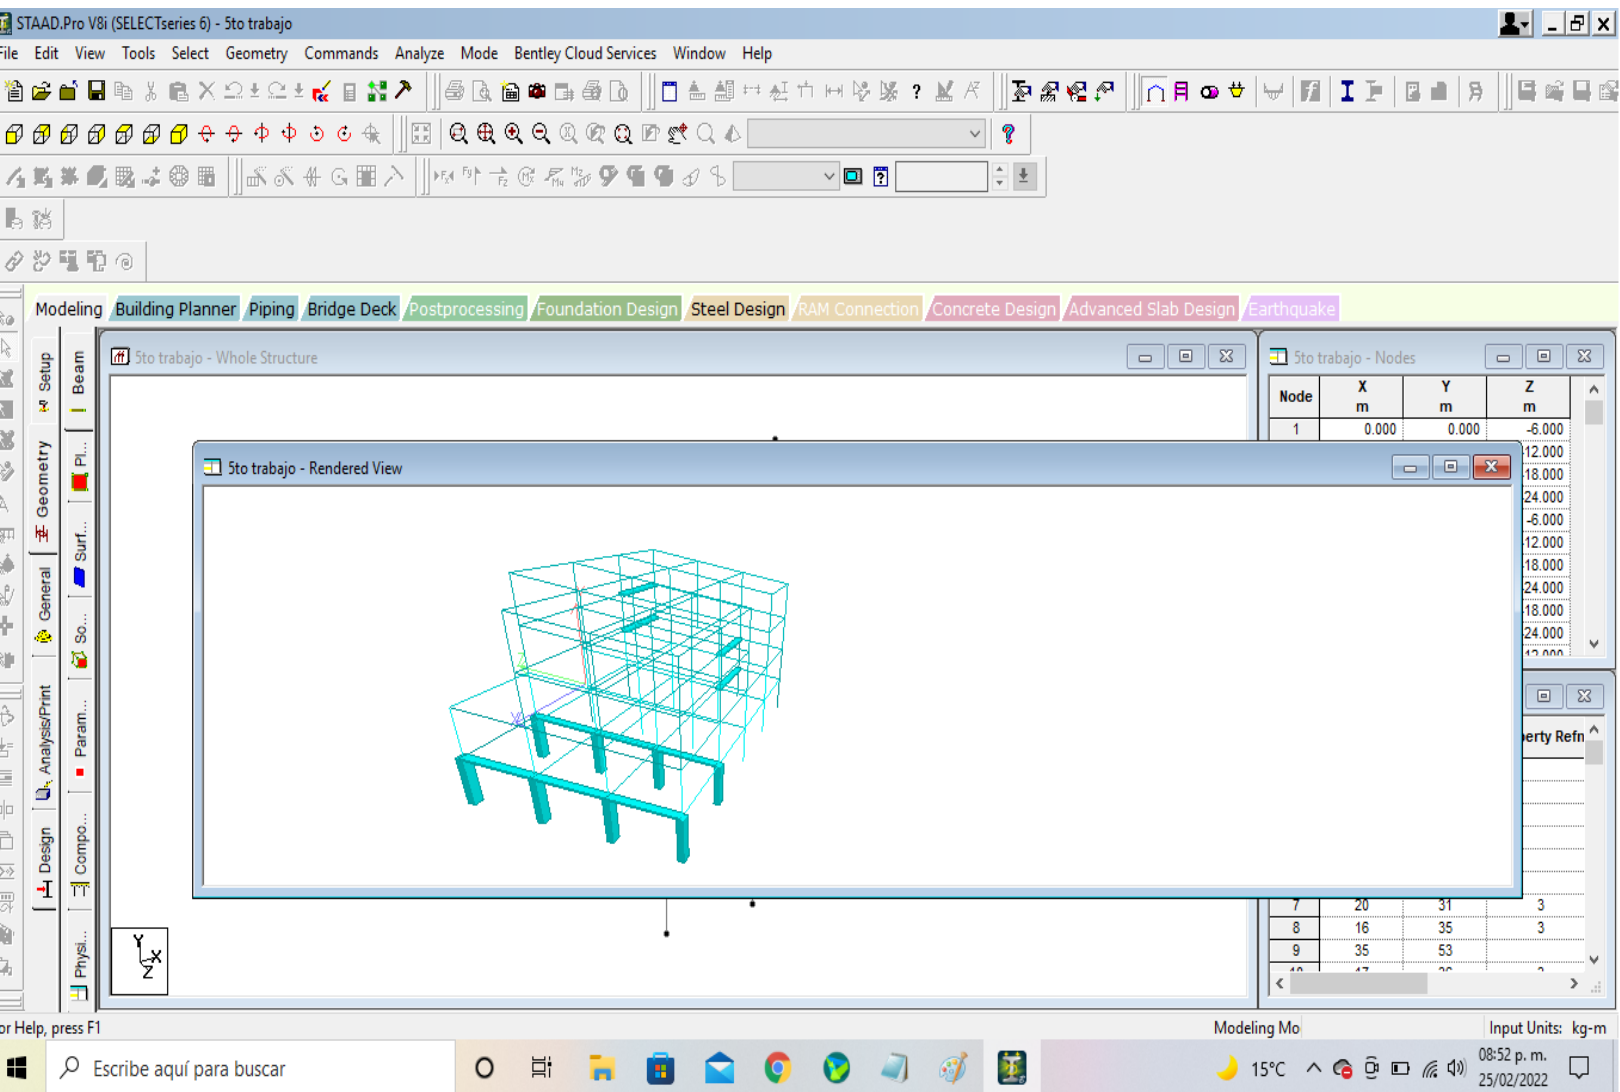 STAAD.Pro V8i (SELECTseries 6) - 5to trabajo
File Edit View Tools Select Geometry Commands Analyze Mode Bentley Cloud Services Window Help
Modeling Building Planner Piping Bridge Deck Postprocessing Foundation Design Steel Design RAM Connection Concrete Design Advanced Slab Design Earthquake
Setup
Geometry
General
Analysis/Print
Design
Beam
Pl...
Surf...
So...
Param...
Compo...
Physi...
5to trabajo - Whole Structure
5to trabajo - Nodes
Node X Y Z
m m m
1 0.000 0.000 -6.000
12.000
18.000
24.000
-6.000
12.000
18.000
24.000
18.000
24.000
12.000
5to trabajo - Rendered View
erty Refn
7 20 31 3
8 16 35 3
9 35 53
Y
X
Z
or Help, press F1
Modeling Mo
Input Units: kg-m
Escribe aquí para buscar
15°C
08:52 p. m.
25/02/2022